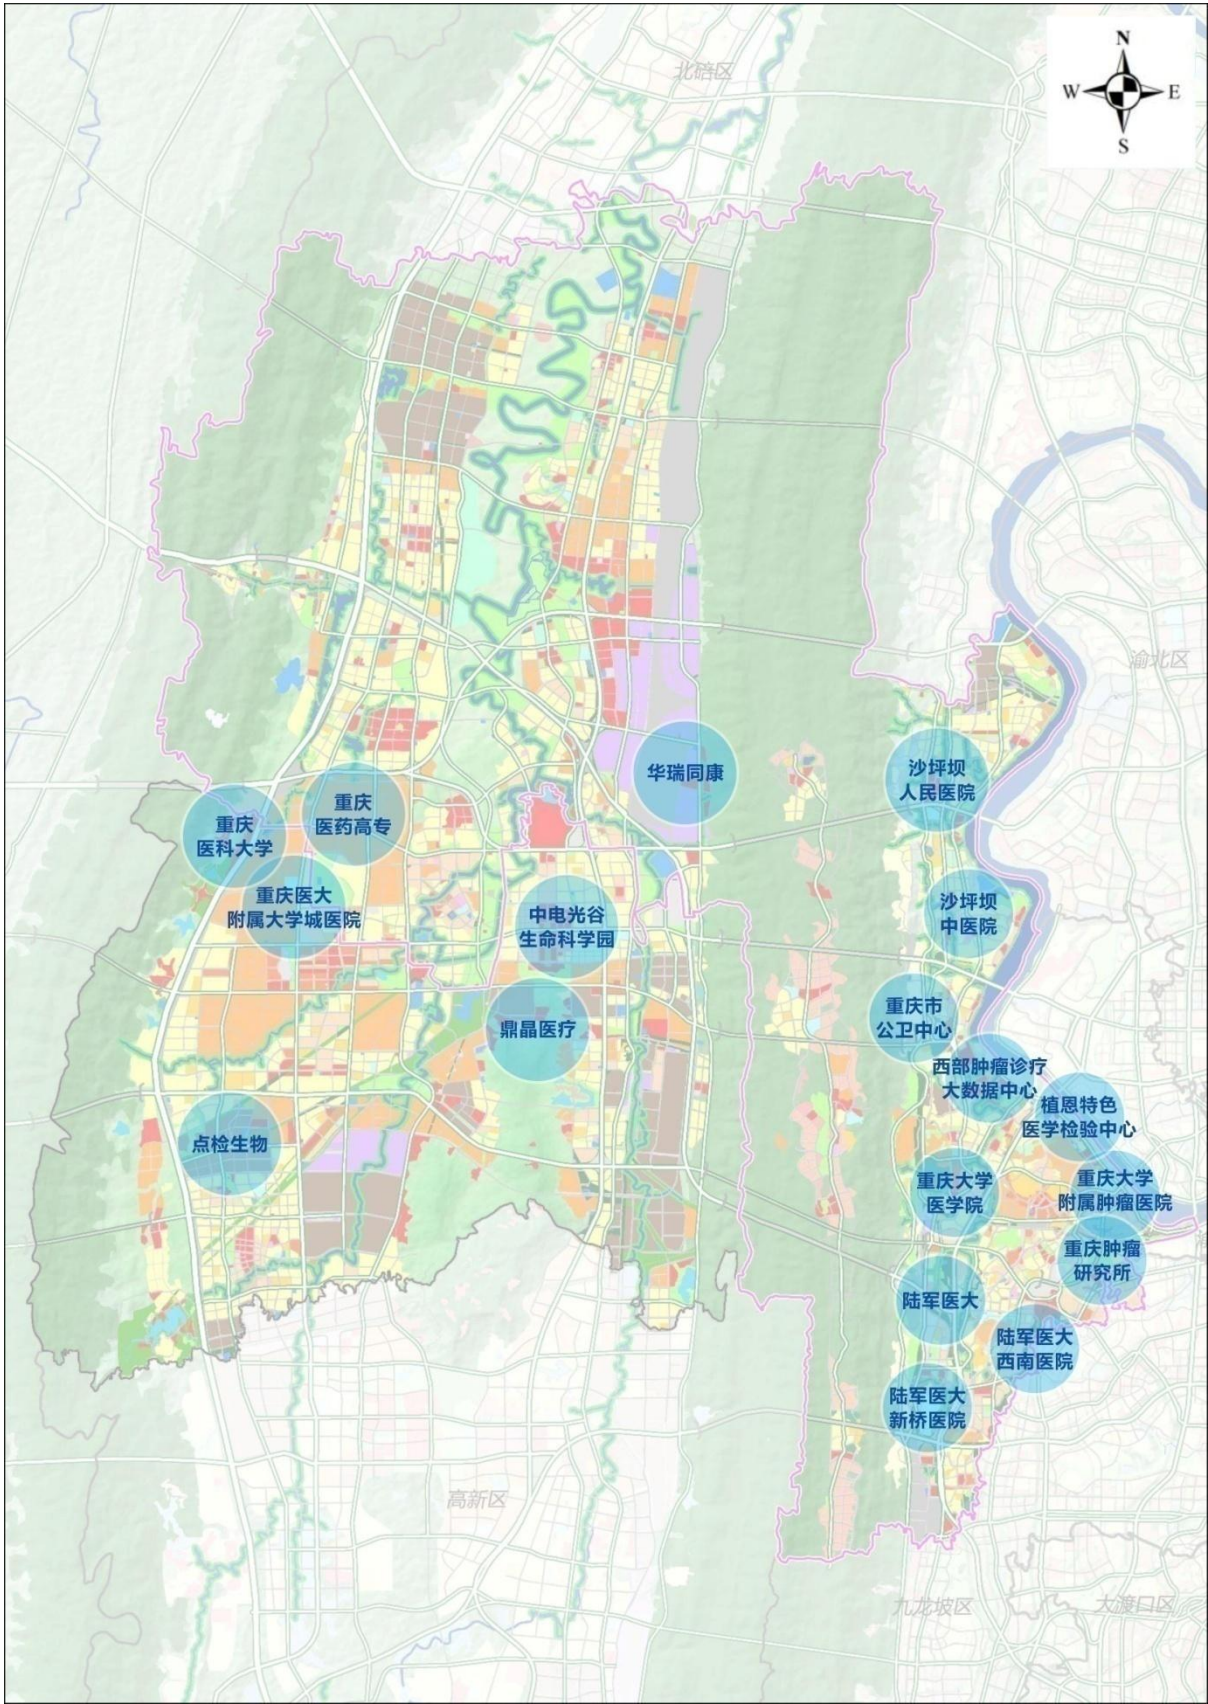 北碚区
N
W
E
S
渝北区
华瑞同康
沙坪坝
人民医院
重庆
医药高专
重庆
医科大学
重庆医大
附属大学城医院
中电光谷
生命科学园
沙坪坝
中医院
重庆市
公卫中心
鼎晶医疗
西部肿瘤诊疗
大数据中心
植恩特色
医学检验中心
点检生物
重庆大学
医学院
重庆大学
附属肿瘤医院
重庆肿瘤
研究所
陆军医大
陆军医大
西南医院
陆军医大
新桥医院
高新区
九龙坡区
大渡口区